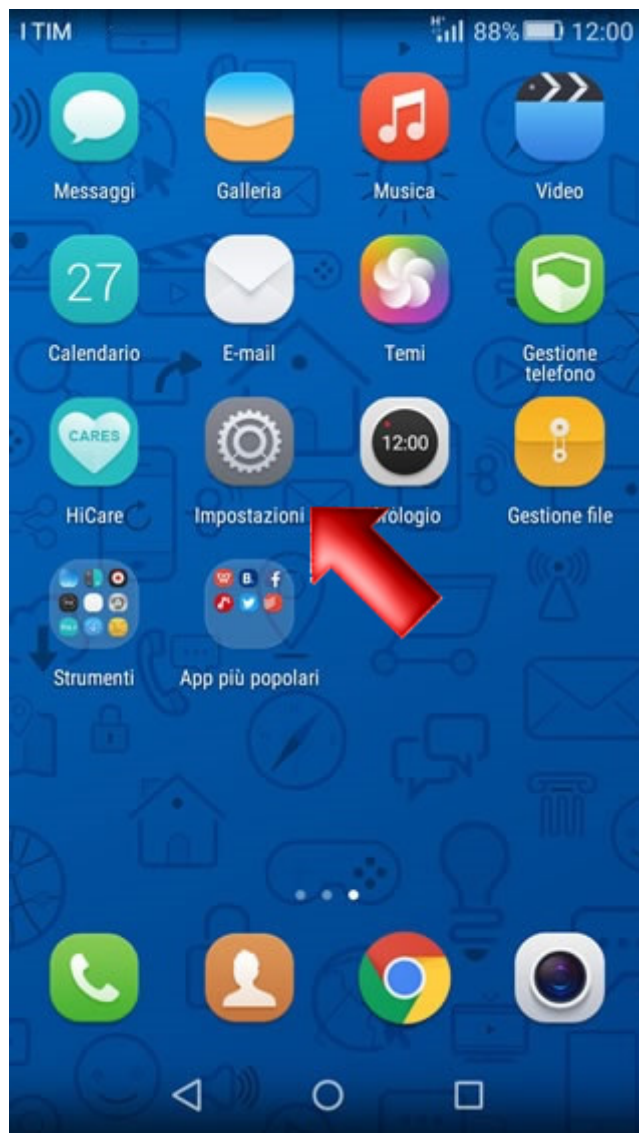 I TIM
H+ 88% 12:00
Messaggi Galleria Musica Video
27
Calendario E-mail Temi Gestione
telefono
CARES
12:00
HiCare Impostazioni rologio Gestione file
B. f
Strumenti App più popolari